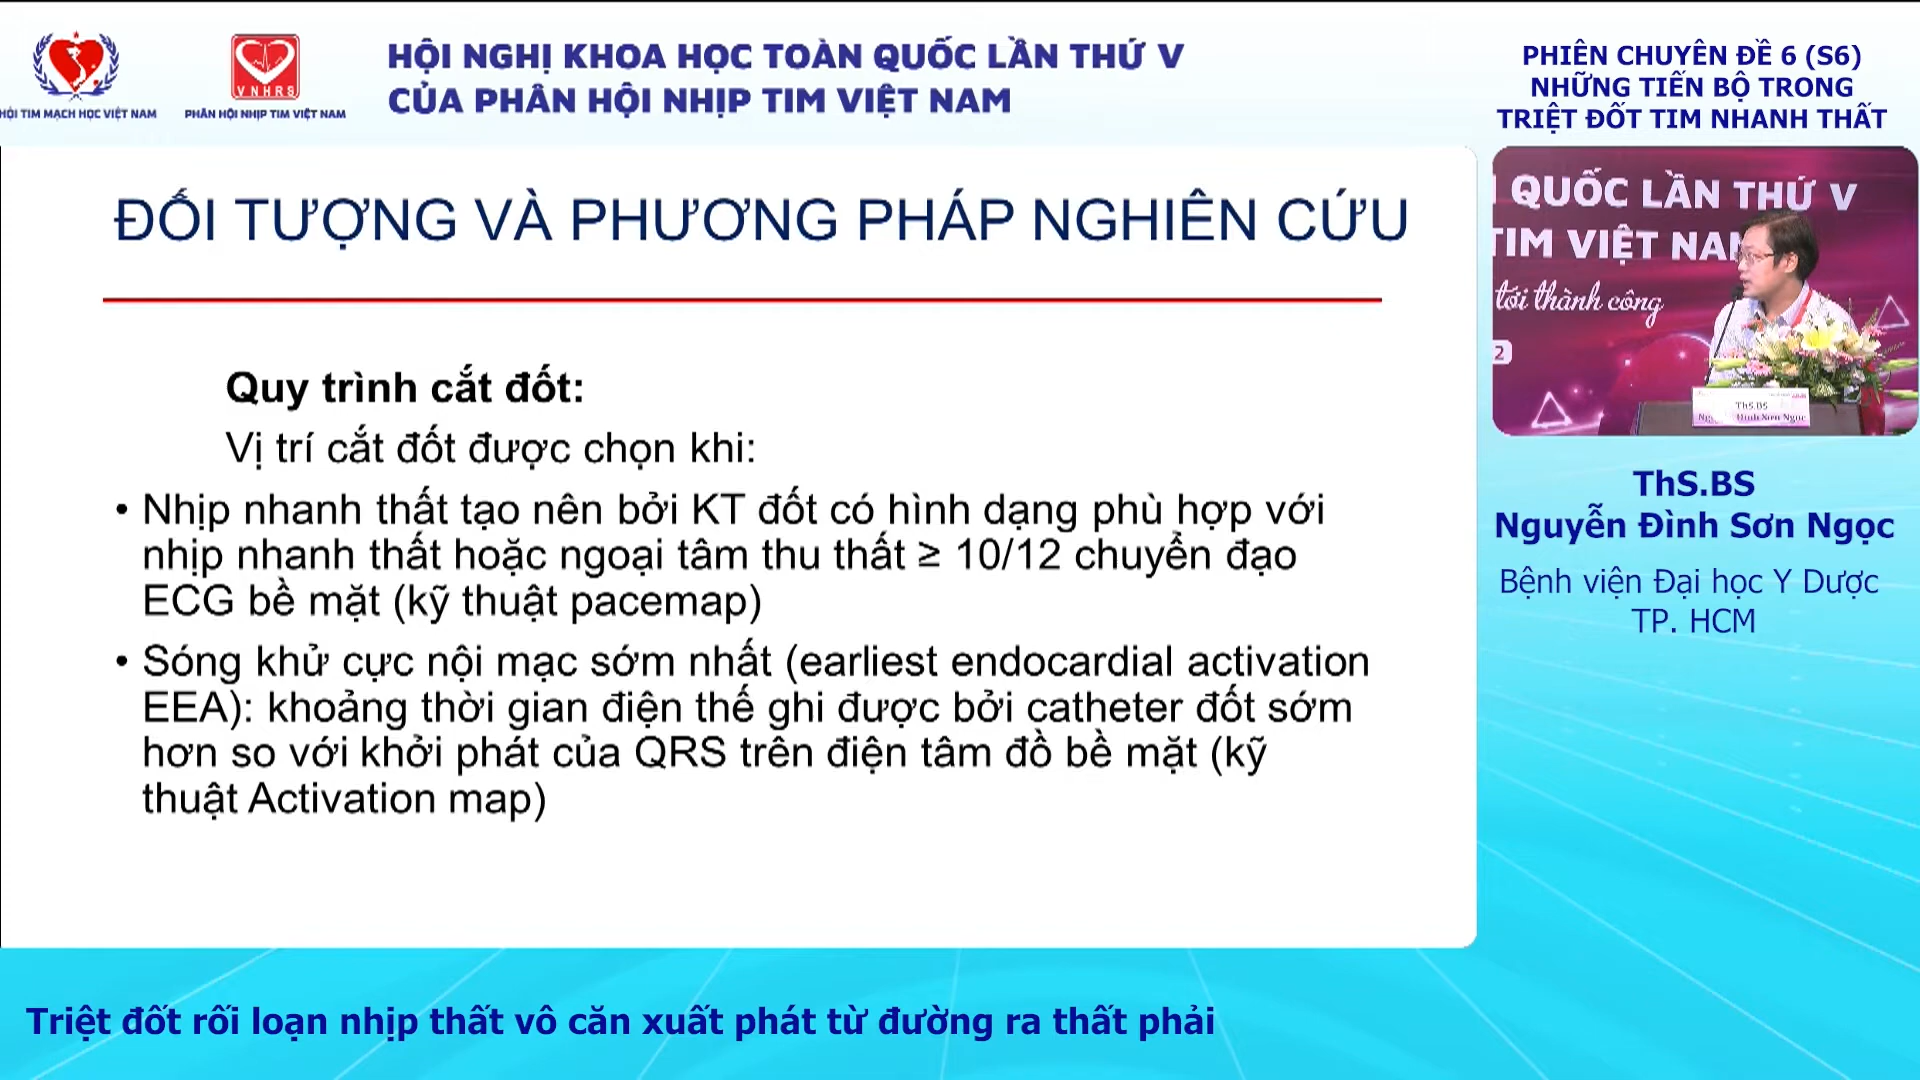 HỘI TIM MẠCH HỌC VIỆT NAM
VNHRS
PHÂN HỘI NHỊP TIM VIỆT NAM
HỘI NGHỊ KHOA HỌC TOÀN QUỐC LẦN THỨ V
CỦA PHÂN HỘI NHỊP TIM VIỆT NAM
PHIÊN CHUYÊN ĐỀ 6 (S6)
NHỮNG TIẾN BỘ TRONG
TRIỆT ĐỐT TIM NHANH THẤT
ĐỐI TƯỢNG VÀ PHƯƠNG PHÁP NGHIÊN CỨU
Quy trình cắt đốt:
Vị trí cắt đốt được chọn khi:
• Nhịp nhanh thất tạo nên bởi KT đốt có hình dạng phù hợp với
nhịp nhanh thất hoặc ngoại tâm thu thất ≥ 10/12 chuyển đạo
ECG bề mặt (kỹ thuật pacemap)
• Sóng khử cực nội mạc sớm nhất (earliest endocardial activation
EEA): khoảng thời gian điện thế ghi được bởi catheter đốt sớm
hơn so với khởi phát của QRS trên điện tâm đồ bề mặt (kỹ
thuật Activation map)
QUỐC LẦN THỨ V
TIM VIỆT NAM
tới thành công
2
ThS.BS
Nguyễn Đình Sơn Ngọc
ThS.BS
Nguyễn Đình Sơn Ngọc
Bệnh viện Đại học Y Dược
TP. HCM
Triệt đốt rối loạn nhịp thất vô căn xuất phát từ đường ra thất phải